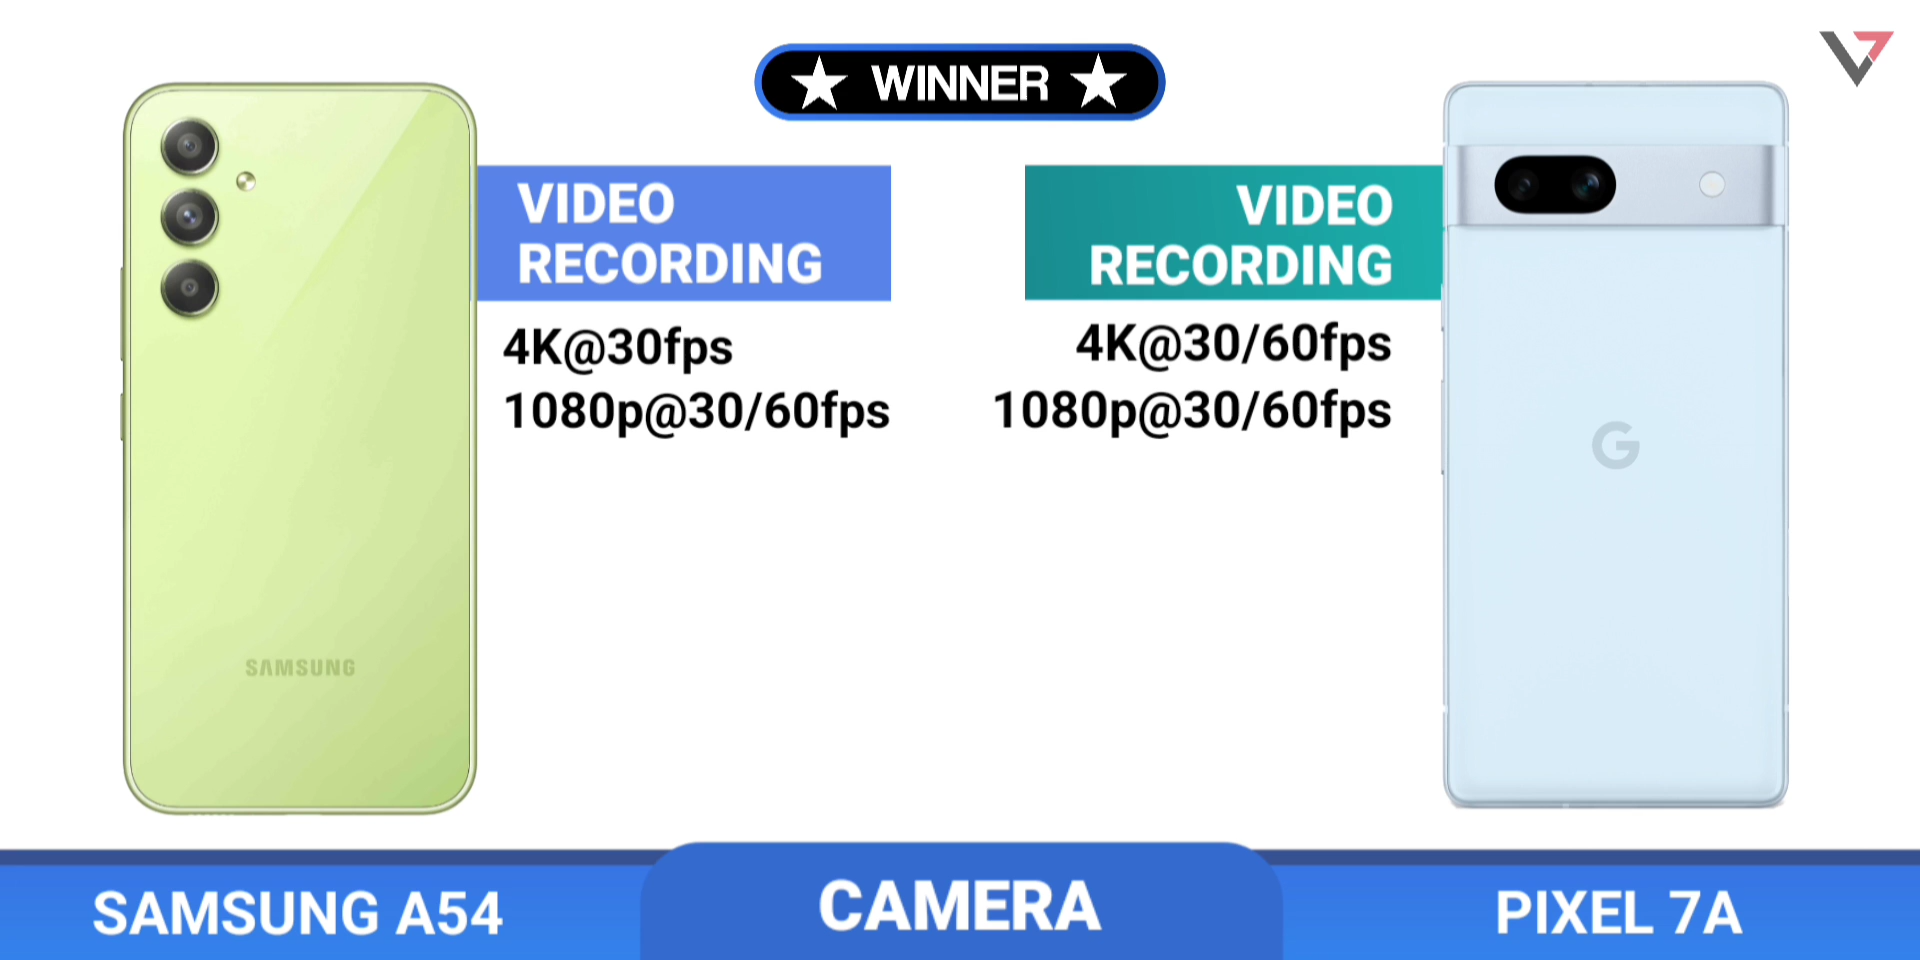 WINNER
VIDEO
RECORDING
4K@30fps
1080p@30/60fps
VIDEO
RECORDING
4K@30/60fps
1080p@30/60fps
G
SAMSUNG
SAMSUNG A54
CAMERA
PIXEL 7A